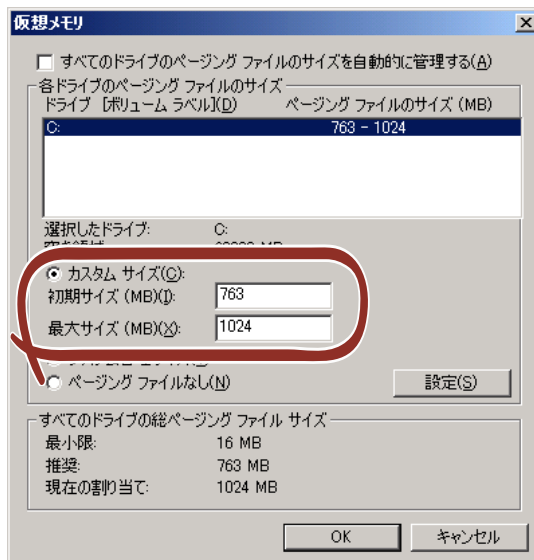 仮想メモリ
すべてのドライブのページング ファイルのサイズを自動的に管理する(A)
各ドライブのページング ファイルのサイズ
ドライブ [ボリューム ラベル](D) ページング ファイルのサイズ (MB)
C: 763 - 1024
選択したドライブ: C:
カスタム サイズ(C):
初期サイズ (MB)(I): 763
最大サイズ (MB)(X): 1024
ページング ファイルなし(N) 設定(S)
すべてのドライブの総ページング ファイル サイズ
最小限: 16 MB
推奨: 763 MB
現在の割り当て: 1024 MB
OK キャンセル